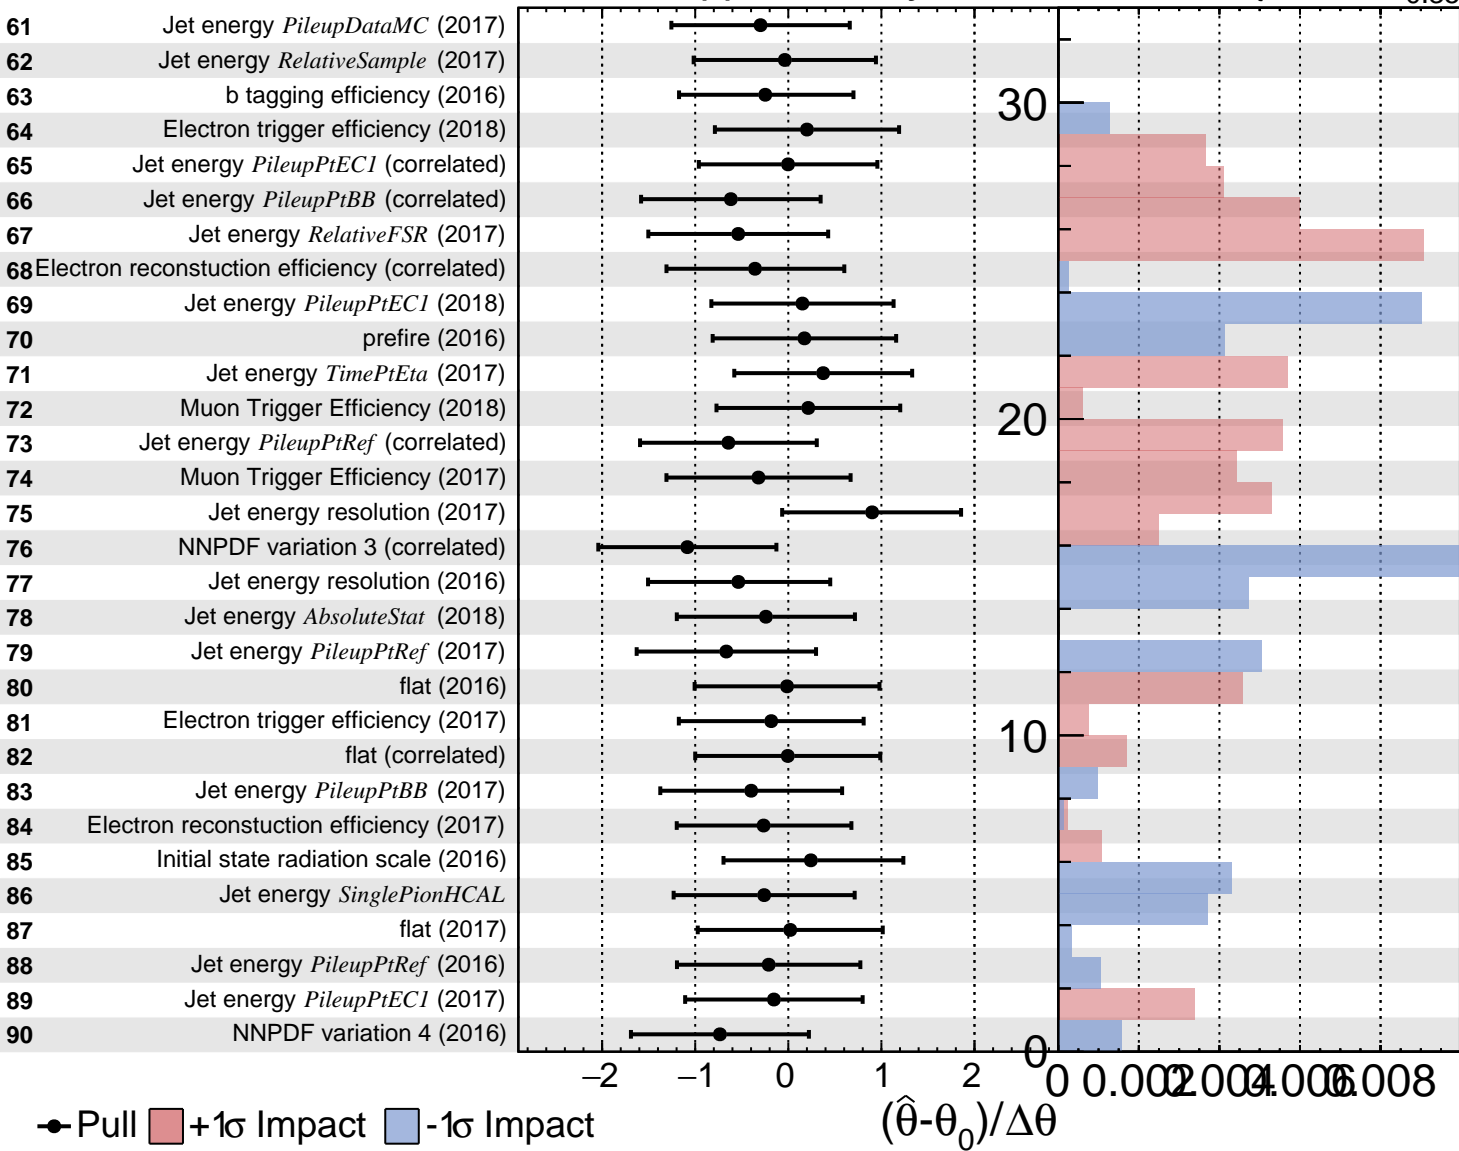 61 Jet energy PileupDataMC (2017)
62 Jet energy RelativeSample (2017)
63 b tagging efficiency (2016)
64 Electron trigger efficiency (2018)
65 Jet energy PileupPtEC1 (correlated)
66 Jet energy PileupPtBB (correlated)
67 Jet energy RelativeFSR (2017)
68 Electron reconstuction efficiency (correlated)
69 Jet energy PileupPtEC1 (2018)
70 prefire (2016)
71 Jet energy TimePtEta (2017)
72 Muon Trigger Efficiency (2018)
73 Jet energy PileupPtRef (correlated)
74 Muon Trigger Efficiency (2017)
75 Jet energy resolution (2017)
76 NNPDF variation 3 (correlated)
77 Jet energy resolution (2016)
78 Jet energy AbsoluteStat (2018)
79 Jet energy PileupPtRef (2017)
80 flat (2016)
81 Electron trigger efficiency (2017)
82 flat (correlated)
83 Jet energy PileupPtBB (2017)
84 Electron reconstuction efficiency (2017)
85 Initial state radiation scale (2016)
86 Jet energy SinglePionHCAL
87 flat (2017)
88 Jet energy PileupPtRef (2016)
89 Jet energy PileupPtEC1 (2017)
90 NNPDF variation 4 (2016)
30
20
10
0
−2 −1 0 1 2
0 0.002 0.004 0.006 0.008
(θ̂-θ0)/Δθ
Pull +1σ Impact -1σ Impact